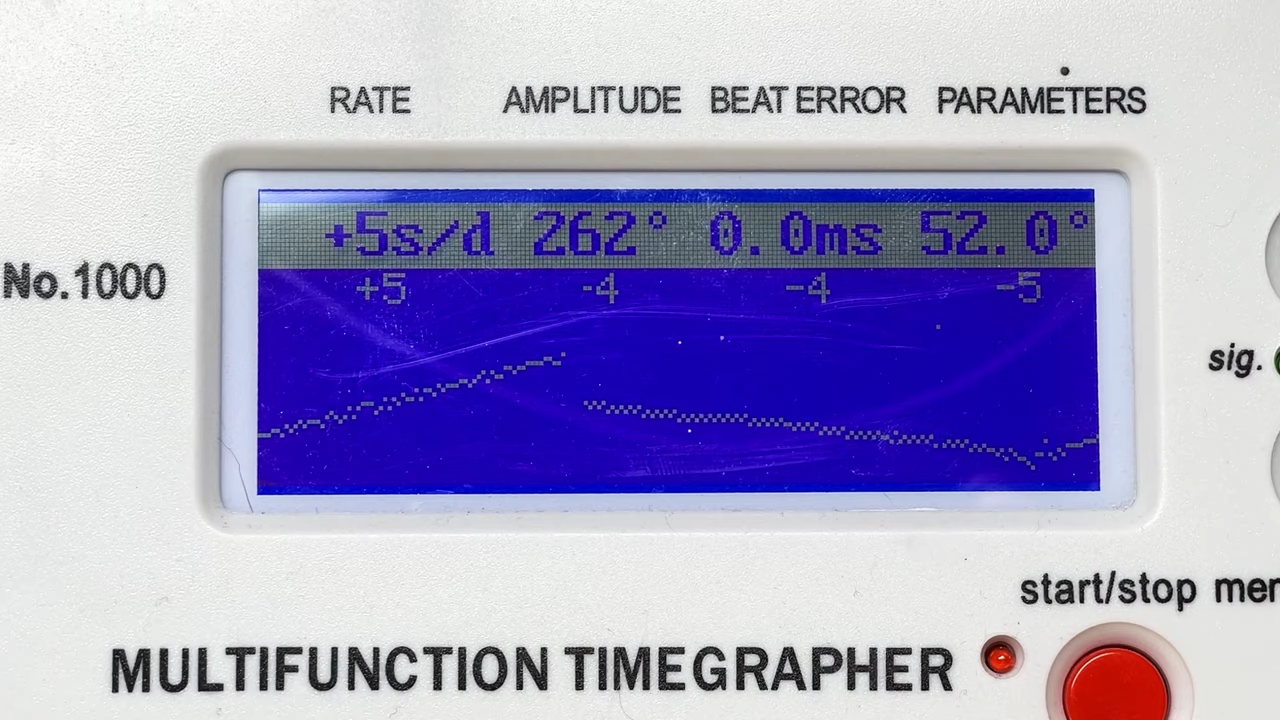 RATE AMPLITUDE BEAT ERROR PARAMETERS
+5s/d 262° 0.0ms 52.0°
+5 -4 -4 -5
No.1000
sig.
start/stop
MULTIFUNCTION TIMEGRAPHER